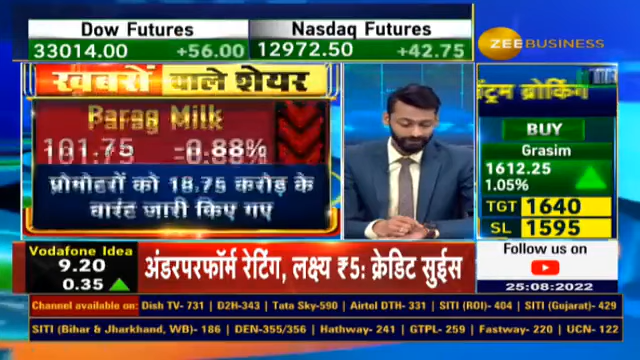 Dow Futures
33014.00 +56.00
Nasdaq Futures
12972.50 +42.75
ZEE BUSINESS
खबरों वाले शेयर
Parag Milk
101.75 -0.88%
प्रोमोटरों को 18.75 करोड़ के
वारंट जारी किए गए
ब्रोकिंग
BUY
Grasim
1612.25
1.05%
TGT 1640
SL 1595
Vodafone Idea
9.20
0.35
अंडरपरफॉर्म रेटिंग, लक्ष्य ₹5: क्रेडिट सुईस
Follow us on
25:08:2022
Channel available on: Dish TV- 731 | D2H-343 | Tata Sky-590 | Airtel DTH- 331 | SITI (ROI)- 404 | SITI (Gujarat)- 429
SITI (Bihar & Jharkhand, WB)- 186 | DEN-355/356 | Hathway- 241 | GTPL- 259 | Fastway- 220 | UCN- 122